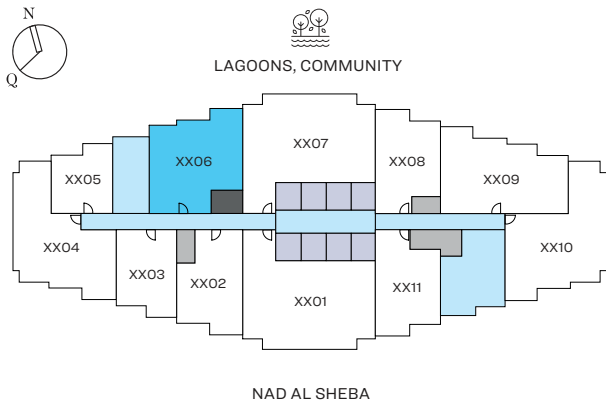 N
Q
LAGOONS, COMMUNITY
XX07
XX06
XX08
XX05
XX09
XX04
XX03
XX02
XX01
XX11
XX10
NAD AL SHEBA